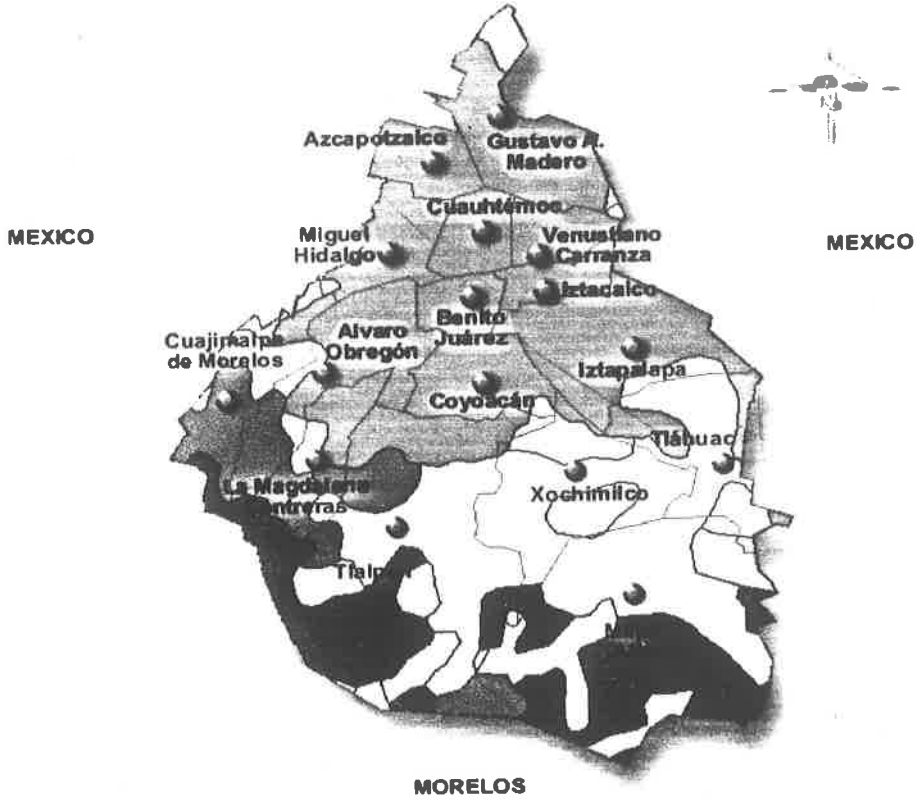 Azcapotzalco
Gustavo A.
Madero
Cuauhtémoc
MEXICO
Miguel
Hidalgo
Venustiano
Carranza
MEXICO
Iztacalco
Benito
Juárez
Alvaro
Obregón
Cuajimalpa
de Morelos
Iztapalapa
Coyoacán
Tláhuac
La Magdalena
Contreras
Xochimilco
Tlalpan
MORELOS